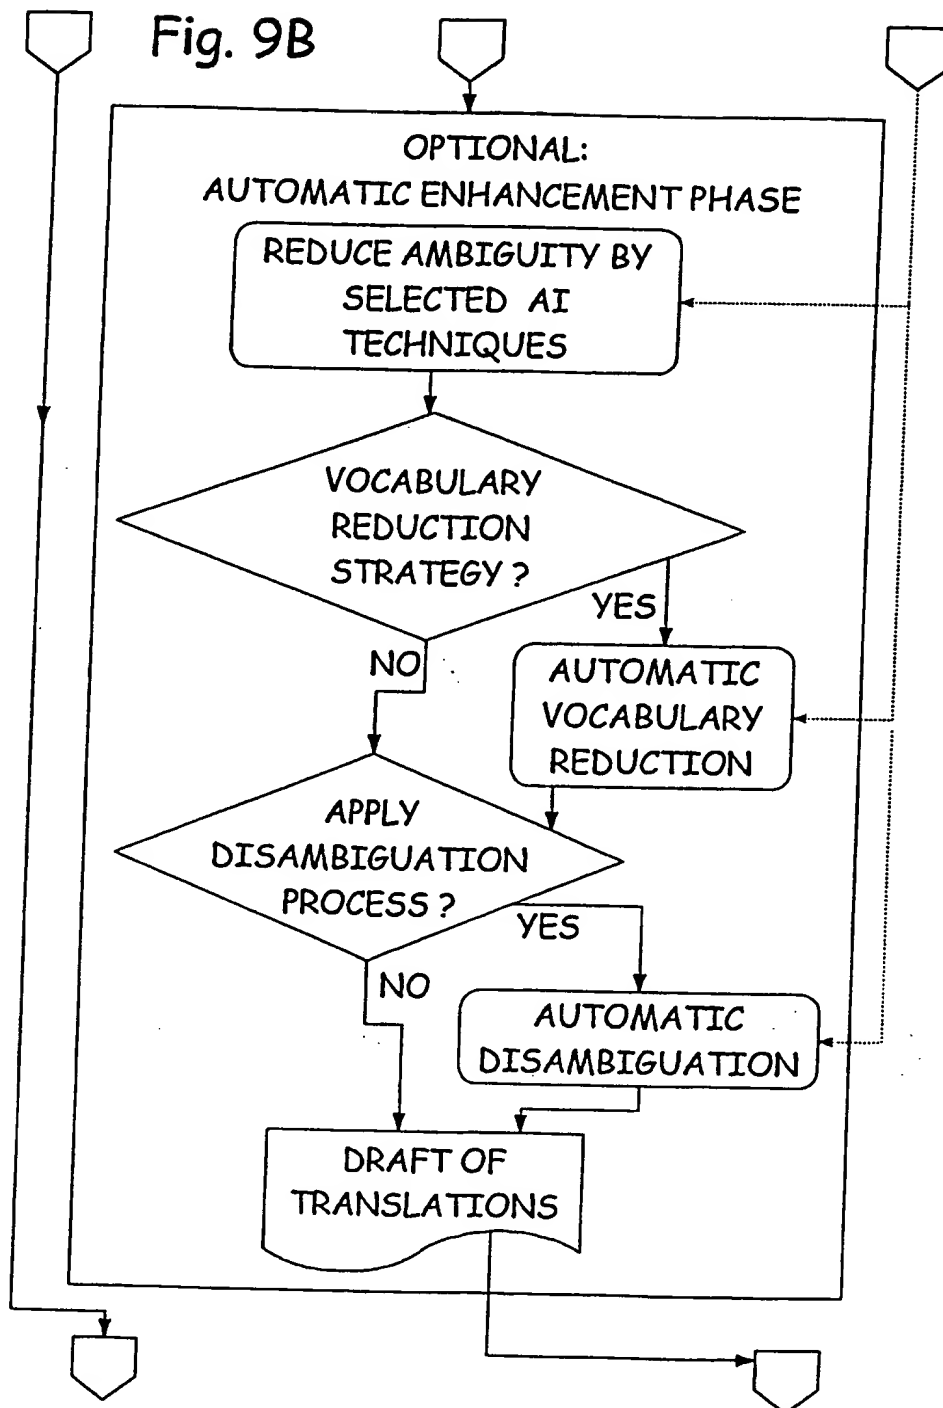 Fig. 9B
OPTIONAL:
AUTOMATIC ENHANCEMENT PHASE
REDUCE AMBIGUITY BY
SELECTED AI
TECHNIQUES
VOCABULARY
REDUCTION
STRATEGY ?
YES
NO
AUTOMATIC
VOCABULARY
REDUCTION
APPLY
DISAMBIGUATION
PROCESS ?
YES
NO
AUTOMATIC
DISAMBIGUATION
DRAFT OF
TRANSLATIONS